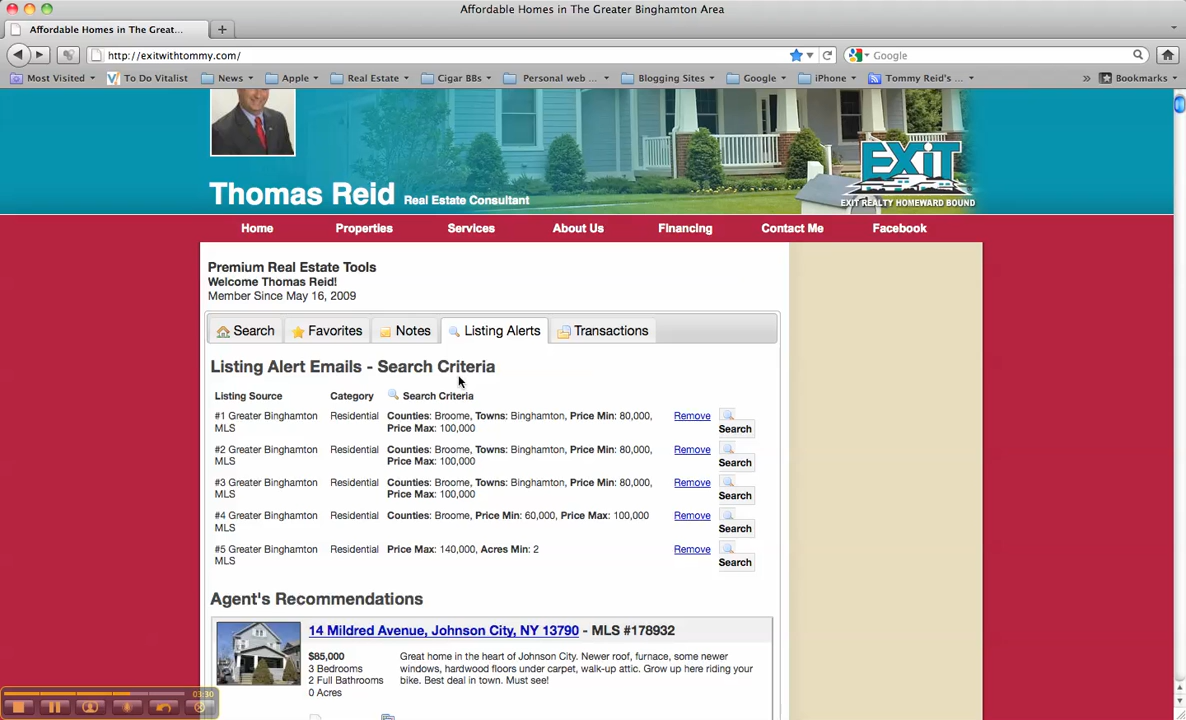 Affordable Homes in The Greater Binghamton Area
Affordable Homes in The Great...
http://exitwithtommy.com/
Google
Most Visited
To Do Vitalist
News
Apple
Real Estate
Cigar BBs
Personal web ...
Blogging Sites
Google
iPhone
Tommy Reid's ...
»
Bookmarks
EXIT
EXIT REALTY HOMEWARD BOUND
Thomas Reid Real Estate Consultant
Home Properties Services About Us Financing Contact Me Facebook
Premium Real Estate Tools
Welcome Thomas Reid!
Member Since May 16, 2009
Search Favorites Notes Listing Alerts Transactions
Listing Alert Emails - Search Criteria
Listing Source Category Search Criteria
#1 Greater Binghamton MLS Residential Counties: Broome, Towns: Binghamton, Price Min: 80,000, Price Max: 100,000 Remove Search
#2 Greater Binghamton MLS Residential Counties: Broome, Towns: Binghamton, Price Min: 80,000, Price Max: 100,000 Remove Search
#3 Greater Binghamton MLS Residential Counties: Broome, Towns: Binghamton, Price Min: 80,000, Price Max: 100,000 Remove Search
#4 Greater Binghamton MLS Residential Counties: Broome, Price Min: 60,000, Price Max: 100,000 Remove Search
#5 Greater Binghamton MLS Residential Price Max: 140,000, Acres Min: 2 Remove Search
Agent's Recommendations
14 Mildred Avenue, Johnson City, NY 13790 - MLS #178932
$85,000
3 Bedrooms
2 Full Bathrooms
0 Acres
Great home in the heart of Johnson City. Newer roof, furnace, some newer
windows, hardwood floors under carpet, walk-up attic. Grow up here riding your
bike. Best deal in town. Must see!
03:30